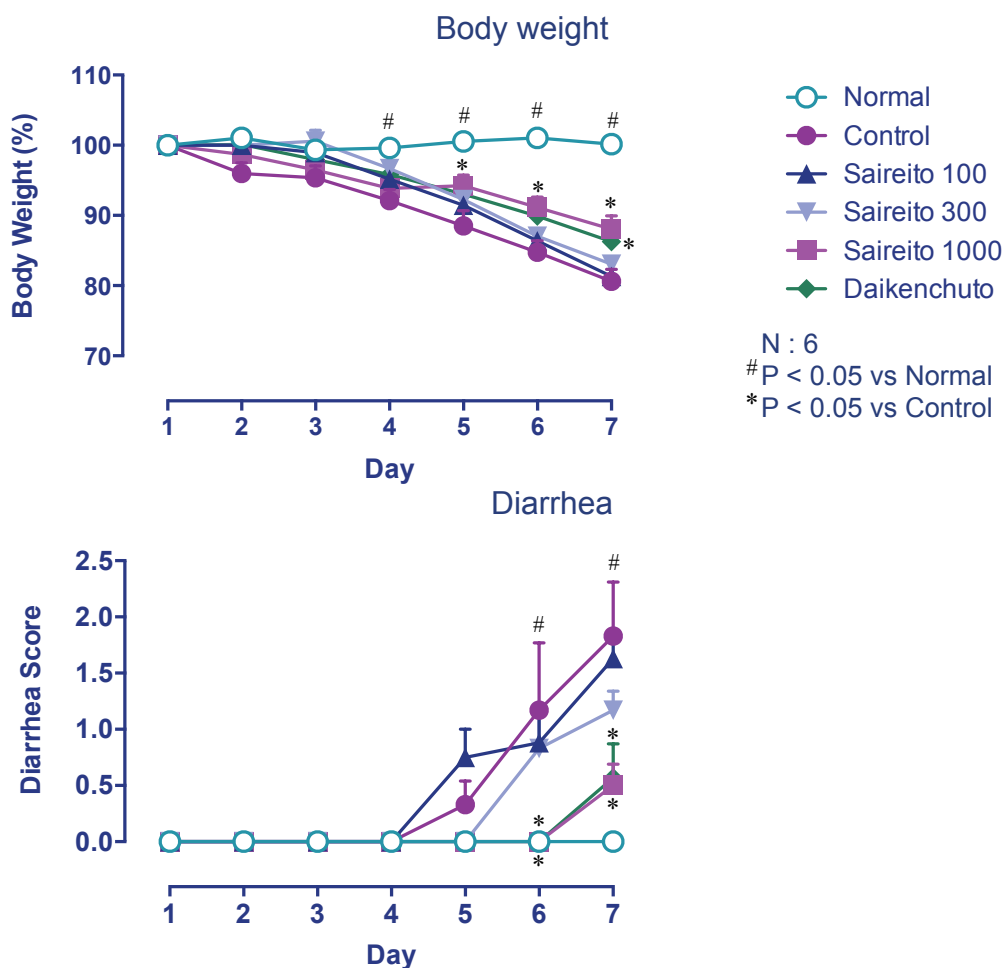 Body weight
Body Weight (%)
110
100
90
80
70
# # # #
* * * *
1 2 3 4 5 6 7
Day
Normal
Control
Saireito 100
Saireito 300
Saireito 1000
Daikenchuto
N : 6
#P < 0.05 vs Normal
*P < 0.05 vs Control
Diarrhea
Diarrhea Score
2.5
2.0
1.5
1.0
0.5
0.0
# #
* * * *
1 2 3 4 5 6 7
Day